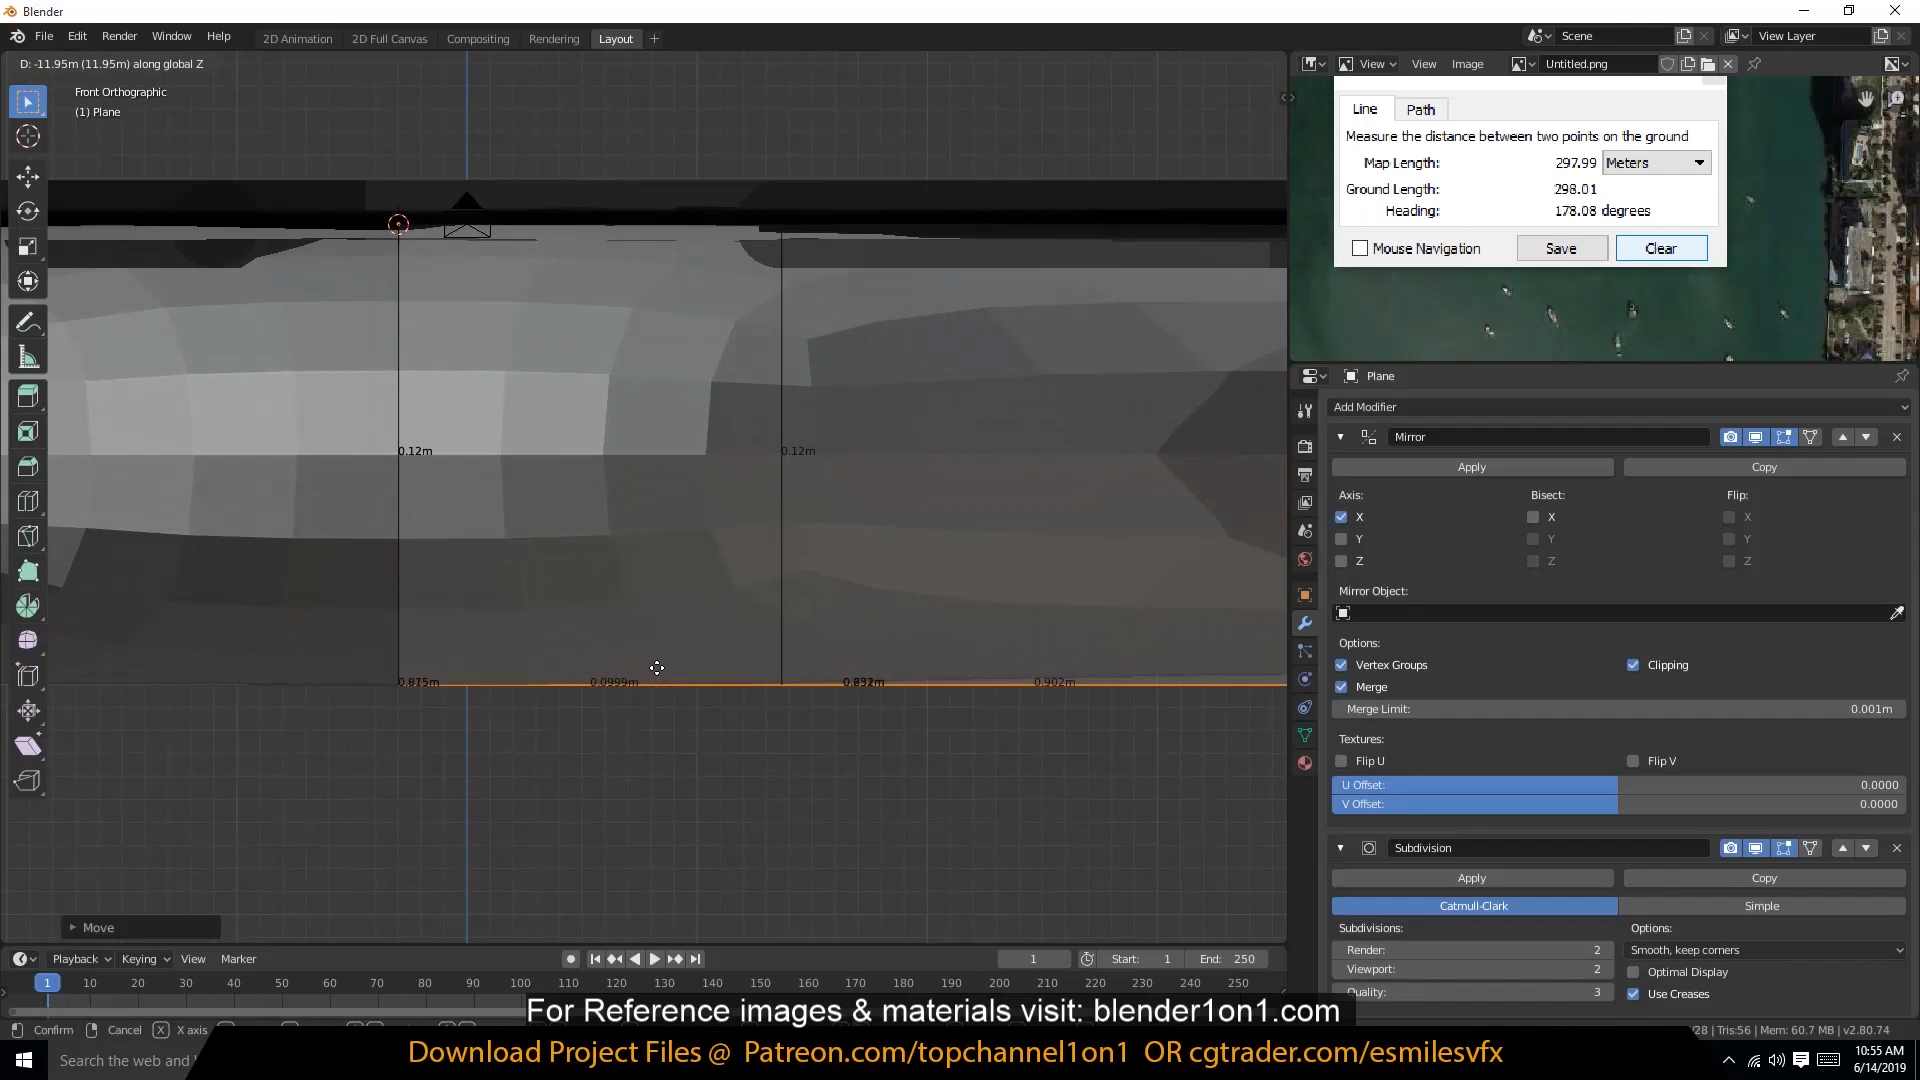 Blender
File Edit Render Window Help
2D Animation 2D Full Canvas Compositing Rendering Layout +
Scene
View Layer
D: -11.95m (11.95m) along global Z
View View Image Untitled.png
Front Orthographic
(1) Plane
Line Path
Measure the distance between two points on the ground
Map Length: 297.99 Meters
Ground Length: 298.01
Heading: 178.08 degrees
Mouse Navigation Save Clear
Plane
Add Modifier
Mirror
Apply Copy
Axis: Bisect: Flip:
X X X
Y Y Y
Z Z Z
Mirror Object:
Options:
Vertex Groups Clipping
Merge
Merge Limit: 0.001m
Textures:
Flip U Flip V
U Offset: 0.0000
V Offset: 0.0000
Subdivision
Apply Copy
Catmull-Clark Simple
Subdivisions: Options:
Render: 2 Smooth, keep corners
Viewport: 2 Optimal Display
Quality: 3 Use Creases
0.12m 0.12m
0.0999m 0.902m
Move
Playback Keying View Marker
1 Start: 1 End: 250
1 10 20 30 40 50 60 70 80 90 100 110 120 130 140 150 160 170 180 190 200 210 220 230 240 250
For Reference images & materials visit: blender1on1.com
Confirm Cancel X X axis
/28 | Tris:56 | Mem: 60.7 MB | v2.80.74
Download Project Files @ Patreon.com/topchannel1on1 OR cgtrader.com/esmilesvfx
Search the web and
10:55 AM
6/14/2019